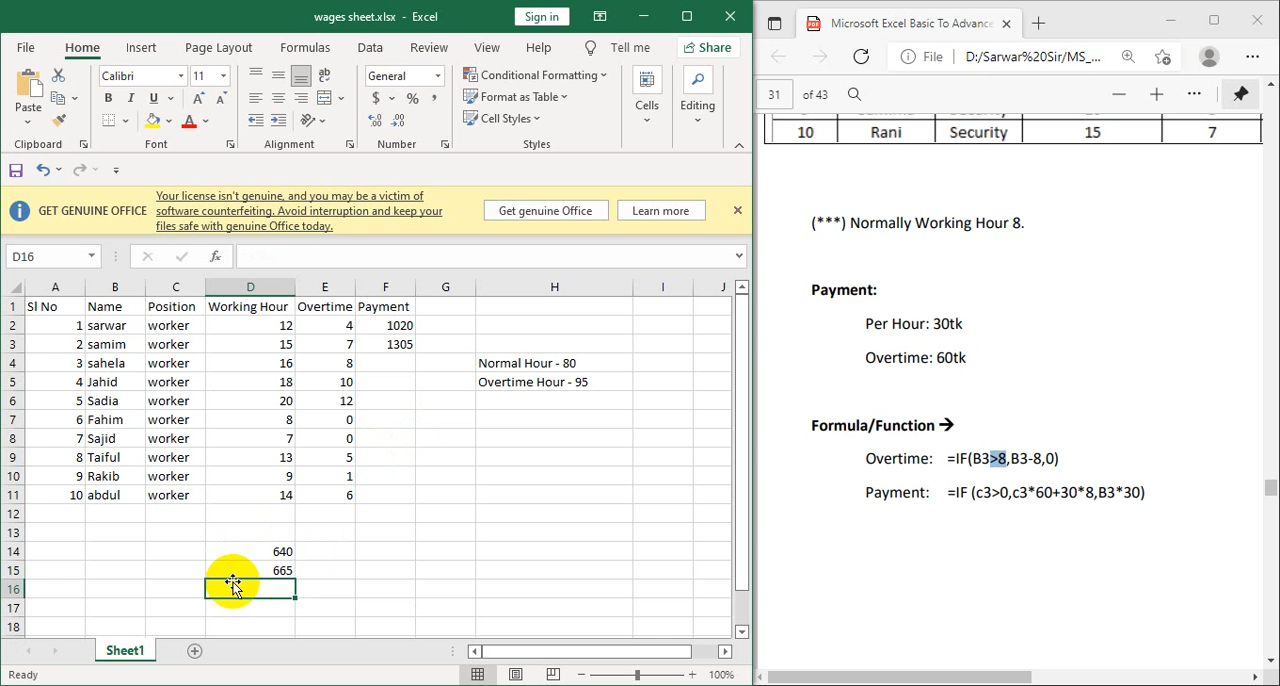 wages sheet.xlsx - Excel
Sign in
File Home Insert Page Layout Formulas Data Review View Help Tell me Share
Paste
Calibri 11
B I U
General
$ % ,
Conditional Formatting
Format as Table
Cell Styles
Cells
Editing
Clipboard Font Alignment Number Styles
GET GENUINE OFFICE
Your license isn't genuine, and you may be a victim of
software counterfeiting. Avoid interruption and keep your
files safe with genuine Office today.
Get genuine Office
Learn more
D16
fx
A B C D E F G H I J
1 Sl No Name Position Working Hour Overtime Payment
2 1 sarwar worker 12 4 1020
3 2 samim worker 15 7 1305
4 3 sahela worker 16 8 Normal Hour - 80
5 4 Jahid worker 18 10 Overtime Hour - 95
6 5 Sadia worker 20 12
7 6 Fahim worker 8 0
8 7 Sajid worker 7 0
9 8 Taiful worker 13 5
10 9 Rakib worker 9 1
11 10 abdul worker 14 6
12
13
14 640
15 665
16
17
18
Sheet1
Ready
100%
Microsoft Excel Basic To Advance
File D:/Sarwar%20Sir/MS_...
31 of 43
10 Rani Security 15 7
(***) Normally Working Hour 8.
Payment:
Per Hour: 30tk
Overtime: 60tk
Formula/Function →
Overtime: =IF(B3>8,B3-8,0)
Payment: =IF (c3>0,c3*60+30*8,B3*30)